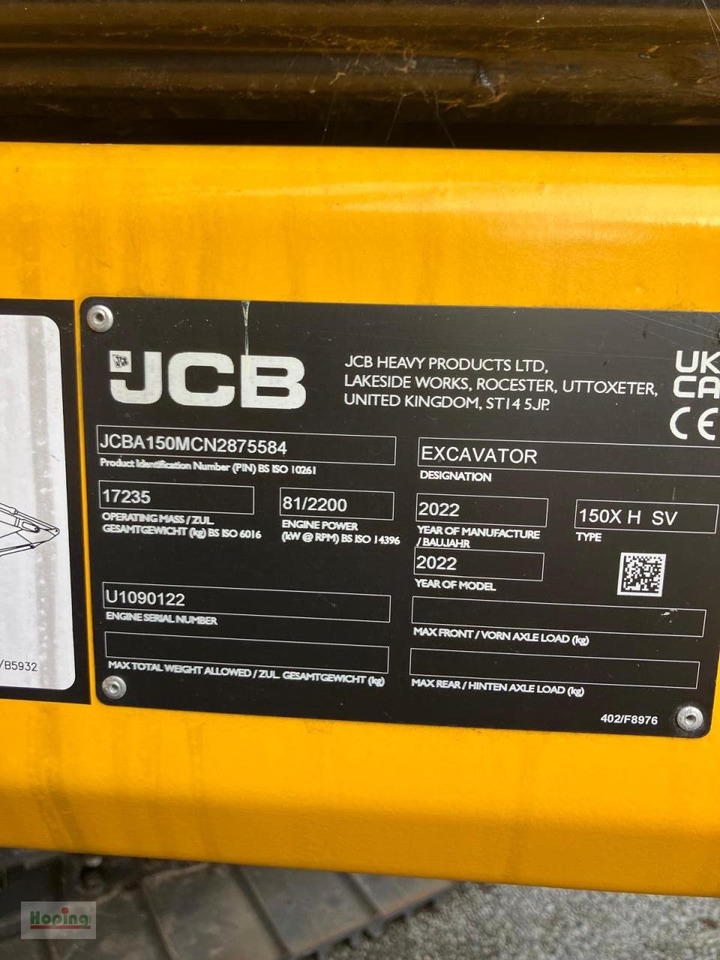 JCB
JCB HEAVY PRODUCTS LTD,
LAKESIDE WORKS, ROCESTER, UTTOXETER,
UNITED KINGDOM, ST14 5JP.
UK
CA
CE
JCBA150MCN2875584
Product Identification Number (PIN) BS ISO 10261
EXCAVATOR
DESIGNATION
17235
OPERATING MASS / ZUL.
GESAMTGEWICHT (kg) BS ISO 6016
81/2200
ENGINE POWER
(kW @ RPM) BS ISO 14396
2022
YEAR OF MANUFACTURE
/ BAUJAHR
150X H SV
TYPE
2022
YEAR OF MODEL
U1090122
ENGINE SERIAL NUMBER
MAX FRONT / VORN AXLE LOAD (kg)
MAX TOTAL WEIGHT ALLOWED / ZUL. GESAMTGEWICHT (kg)
MAX REAR / HINTEN AXLE LOAD (kg)
402/F8976
/B5932
Hoping